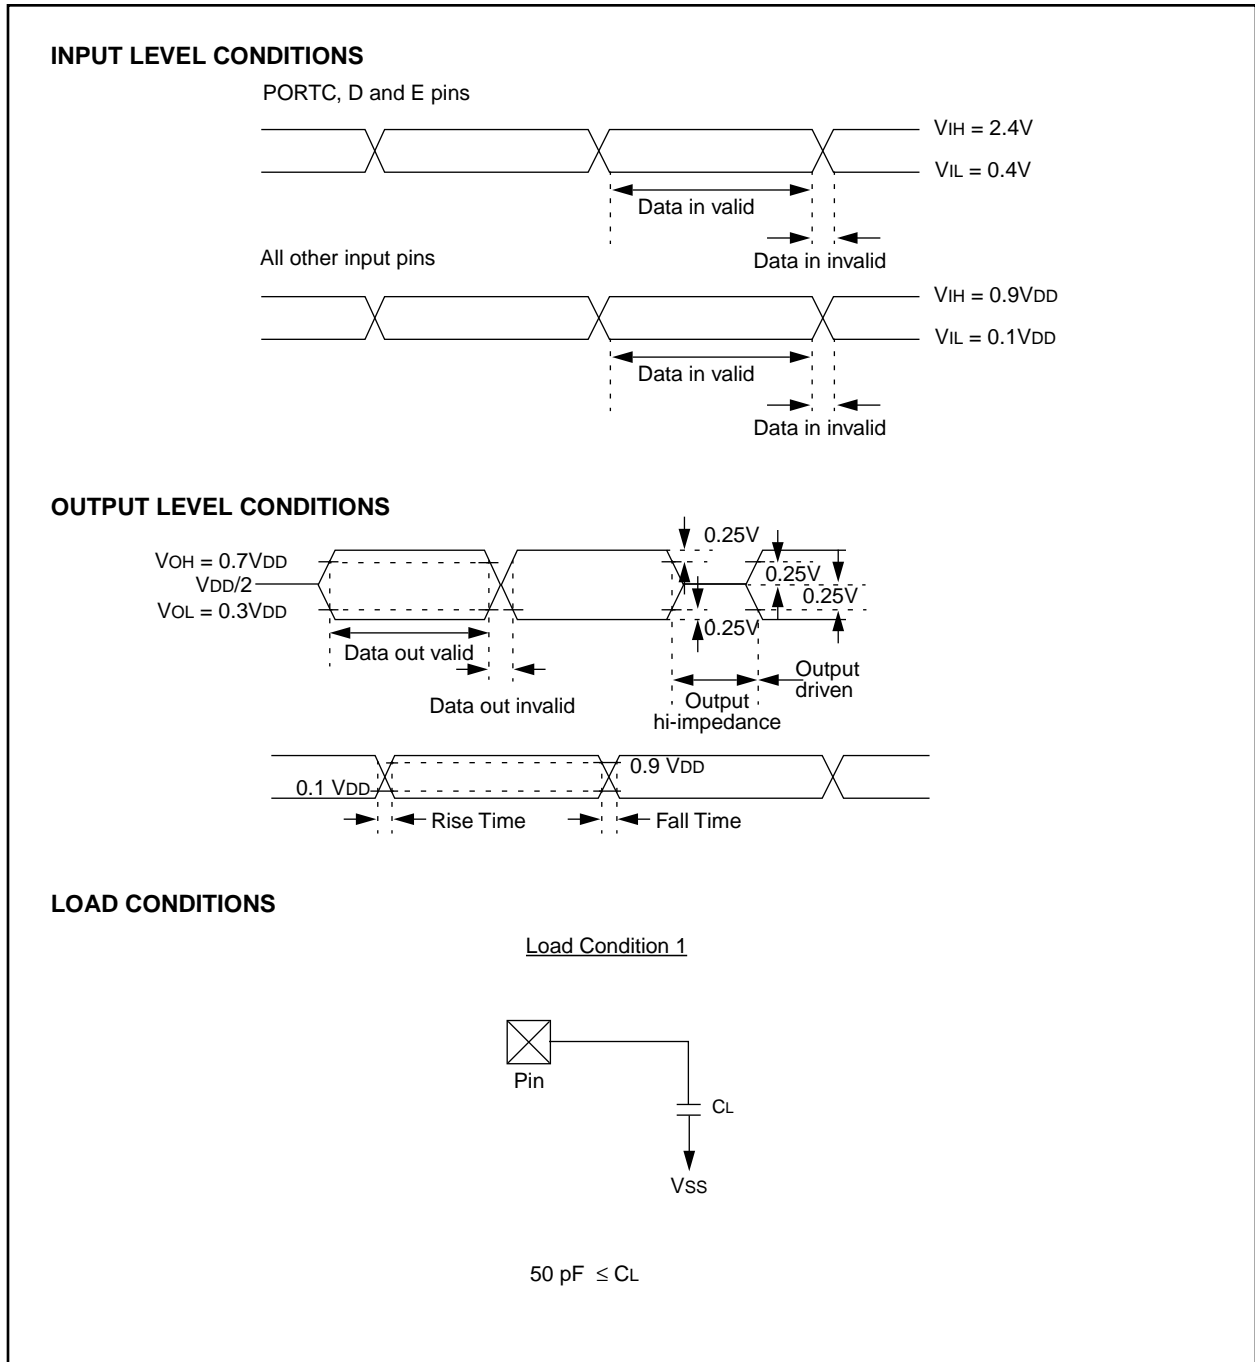 INPUT LEVEL CONDITIONS
PORTC, D and E pins
VIH = 2.4V
VIL = 0.4V
Data in valid
Data in invalid
All other input pins
VIH = 0.9VDD
VIL = 0.1VDD
Data in valid
Data in invalid
OUTPUT LEVEL CONDITIONS
0.25V
VOH = 0.7VDD
VDD/2
VOL = 0.3VDD
0.25V
0.25V
0.25V
Data out valid
Data out invalid
Output
hi-impedance
Output
driven
0.9 VDD
0.1 VDD
Rise Time
Fall Time
LOAD CONDITIONS
Load Condition 1
Pin
CL
VSS
50 pF ≤ CL